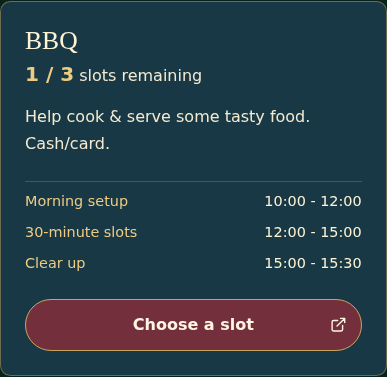 BBQ
1 / 3 slots remaining
Help cook & serve some tasty food.
Cash/card.
Morning setup 10:00 - 12:00
30-minute slots 12:00 - 15:00
Clear up 15:00 - 15:30
Choose a slot